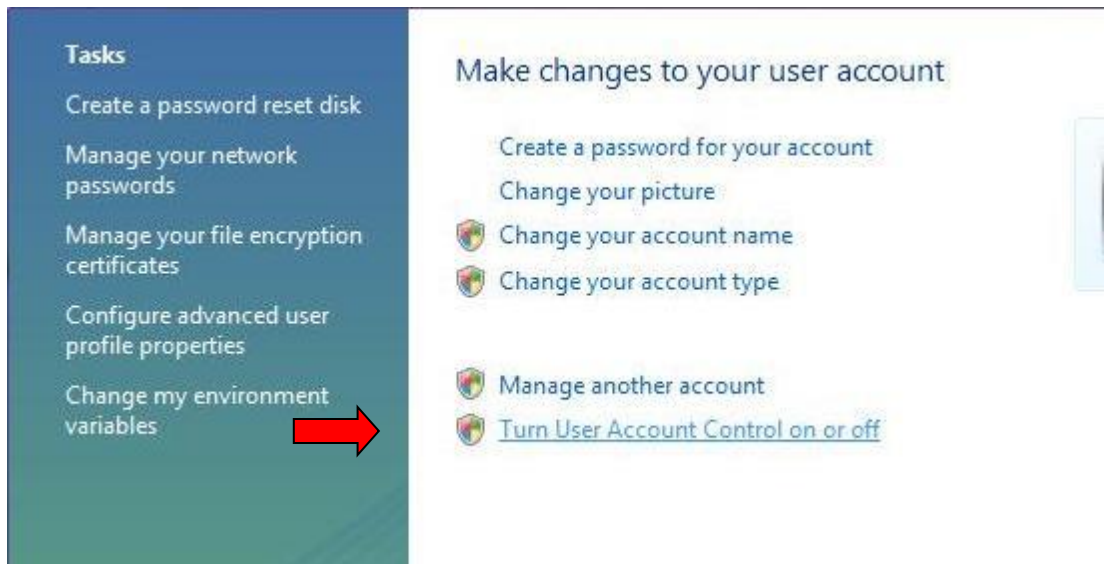 Tasks
Create a password reset disk
Manage your network
passwords
Manage your file encryption
certificates
Configure advanced user
profile properties
Change my environment
variables
Make changes to your user account
Create a password for your account
Change your picture
Change your account name
Change your account type
Manage another account
Turn User Account Control on or off